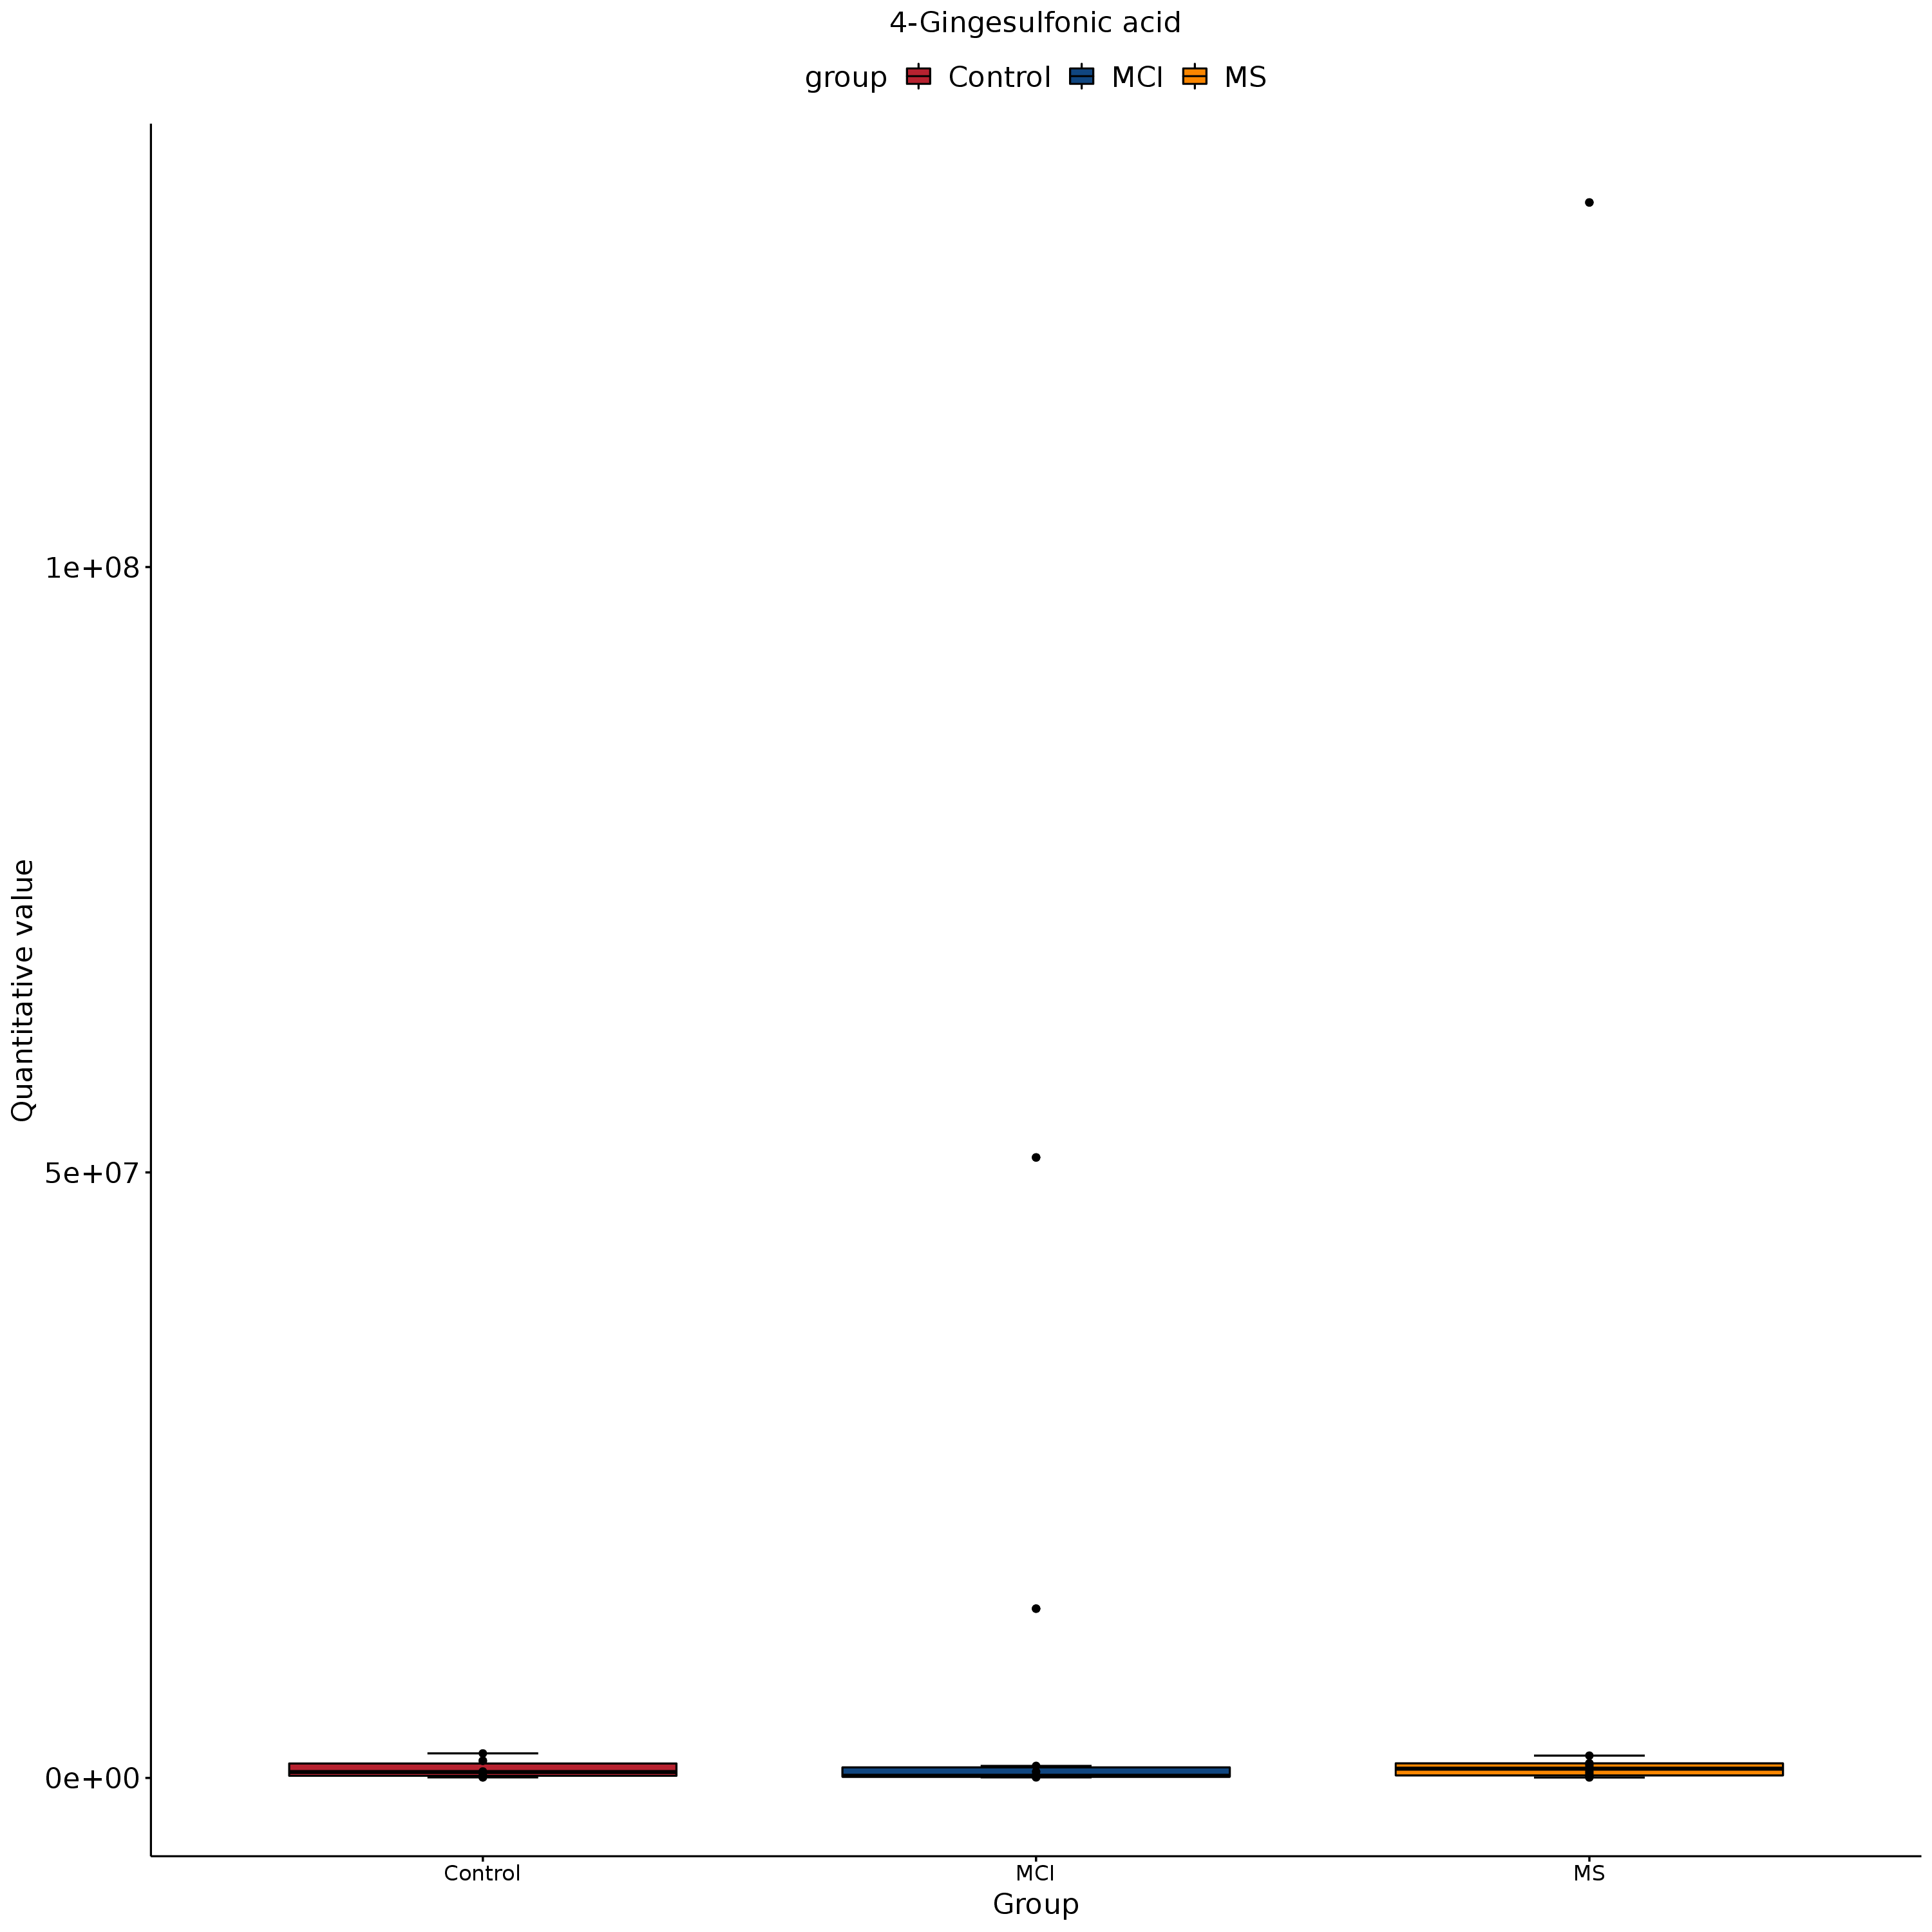 4-Gingesulfonic acid
group Control MCI MS
Quantitative value
1e+08
5e+07
0e+00
Control MCI MS
Group